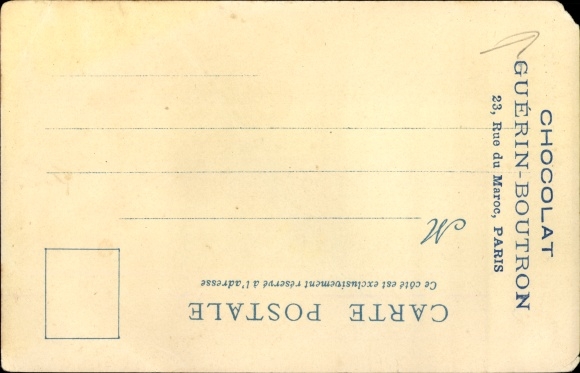 CARTE POSTALE
Ce côté est exclusivement réservé à l'adresse
M
CHOCOLAT
GUÉRIN-BOUTRON
23, Rue du Maroc, PARIS